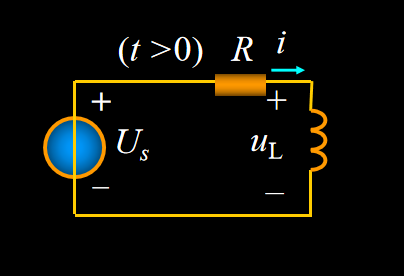 (t >0) R i
+ +
Us uL
– –